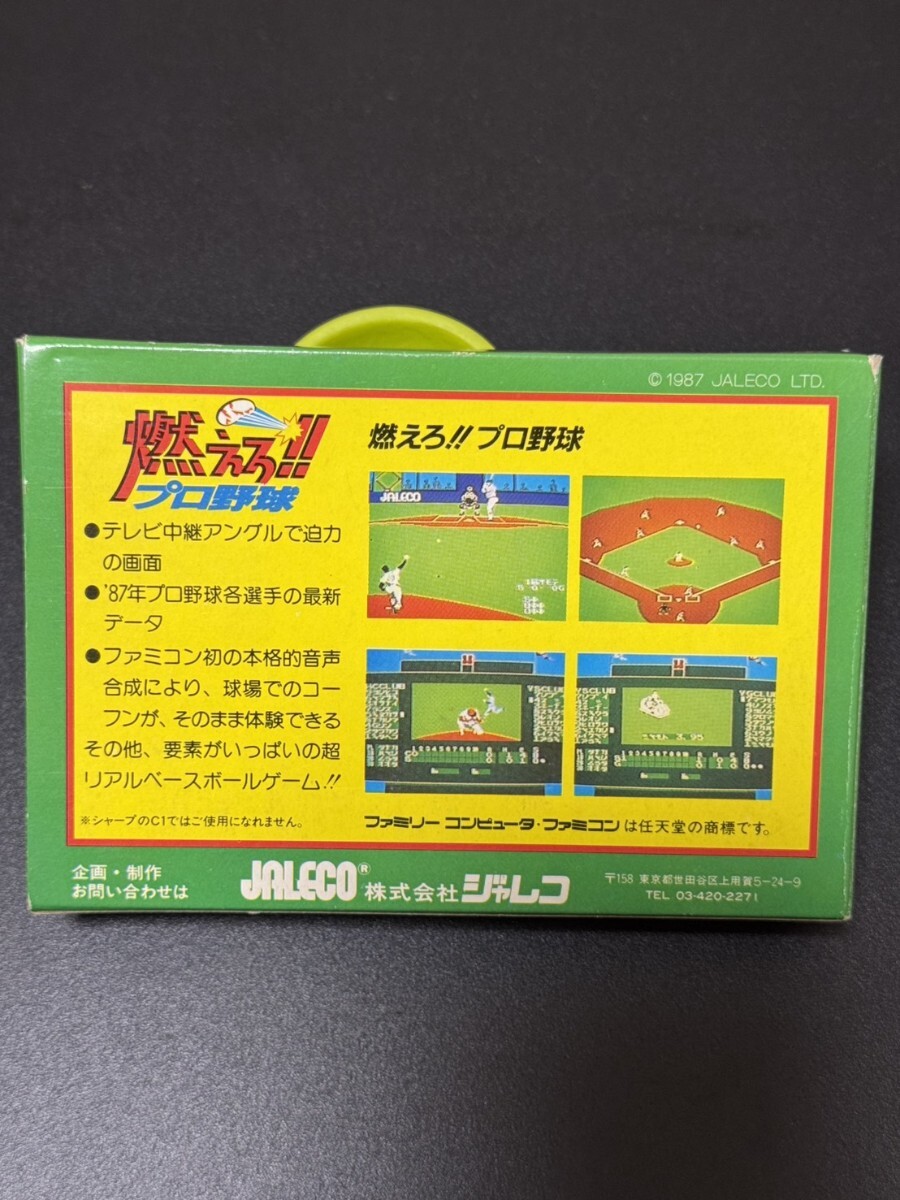 © 1987 JALECO LTD.
燃えろ!!
プロ野球
●テレビ中継アングルで迫力
の画面
●'87年プロ野球各選手の最新
データ
●ファミコン初の本格的音声
合成により、球場でのコー
フンが、そのまま体験できる
その他、要素がいっぱいの超
リアルベースボールゲーム!!
※シャープのC1ではご使用になれません。
燃えろ!! プロ野球
JALECO
ファミリー コンピュータ・ファミコン は任天堂の商標です。
企画・制作
お問い合わせは
JALECO® 株式会社 ジャレコ
〒158 東京都世田谷区上用賀5-24-9
TEL 03-420-2271